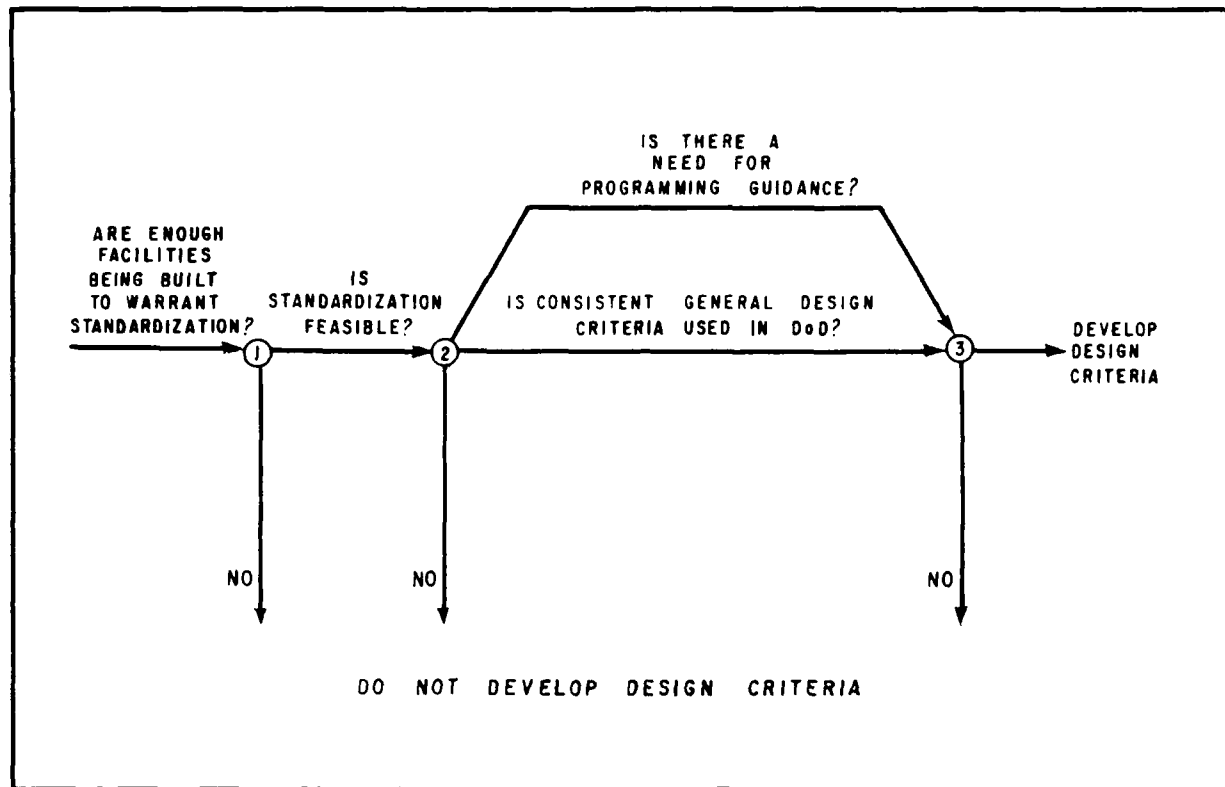 IS THERE A
NEED FOR
PROGRAMMING GUIDANCE?
ARE ENOUGH
FACILITIES
BEING BUILT
TO WARRANT
STANDARDIZATION?
IS
STANDARDIZATION
FEASIBLE?
IS CONSISTENT GENERAL DESIGN
CRITERIA USED IN DoD?
1
2
3
DEVELOP
DESIGN
CRITERIA
NO
NO
NO
DO NOT DEVELOP DESIGN CRITERIA